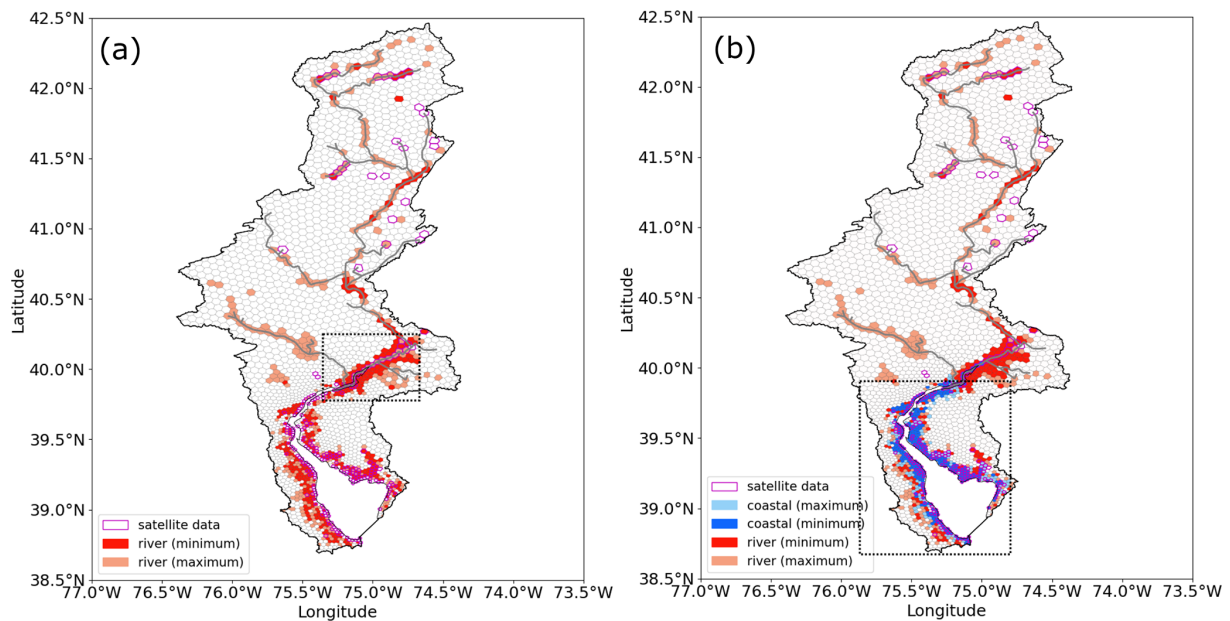 (a)
42.5°N
42.0°N
41.5°N
41.0°N
40.5°N
40.0°N
39.5°N
39.0°N
38.5°N
Latitude
77.0°W 76.5°W 76.0°W 75.5°W 75.0°W 74.5°W 74.0°W 73.5°W
Longitude
satellite data
river (minimum)
river (maximum)
(b)
42.5°N
42.0°N
41.5°N
41.0°N
40.5°N
40.0°N
39.5°N
39.0°N
38.5°N
Latitude
77.0°W 76.5°W 76.0°W 75.5°W 75.0°W 74.5°W 74.0°W 73.5°W
Longitude
satellite data
coastal (maximum)
coastal (minimum)
river (minimum)
river (maximum)